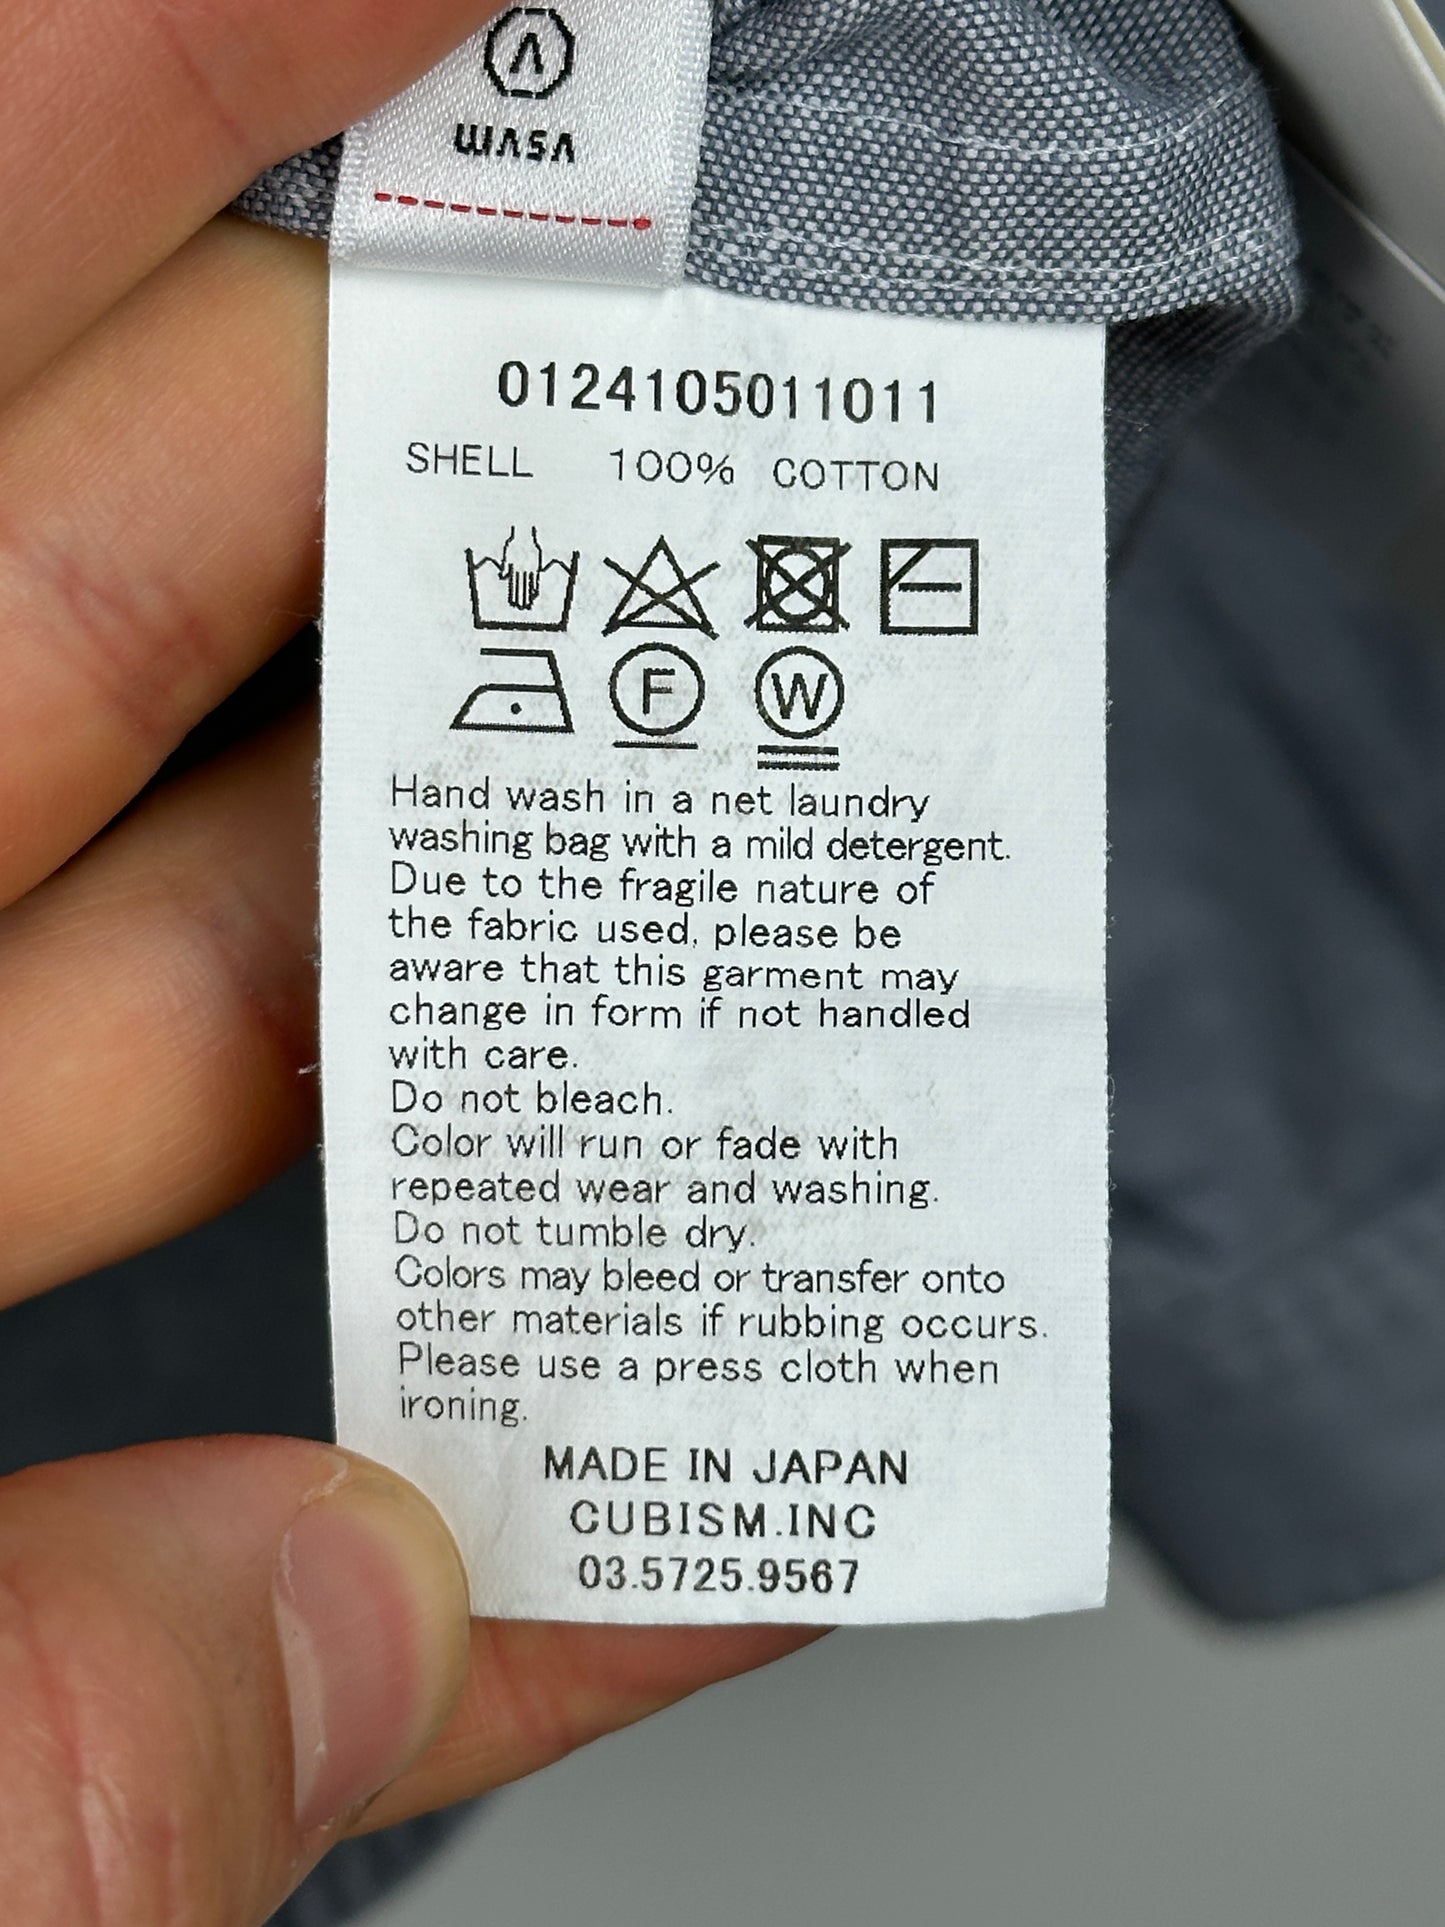 WASA
0124105011011
SHELL 100% COTTON
F W
Hand wash in a net laundry
washing bag with a mild detergent.
Due to the fragile nature of
the fabric used, please be
aware that this garment may
change in form if not handled
with care.
Do not bleach.
Color will run or fade with
repeated wear and washing.
Do not tumble dry.
Colors may bleed or transfer onto
other materials if rubbing occurs.
Please use a press cloth when
ironing.
MADE IN JAPAN
CUBISM.INC
03.5725.9567